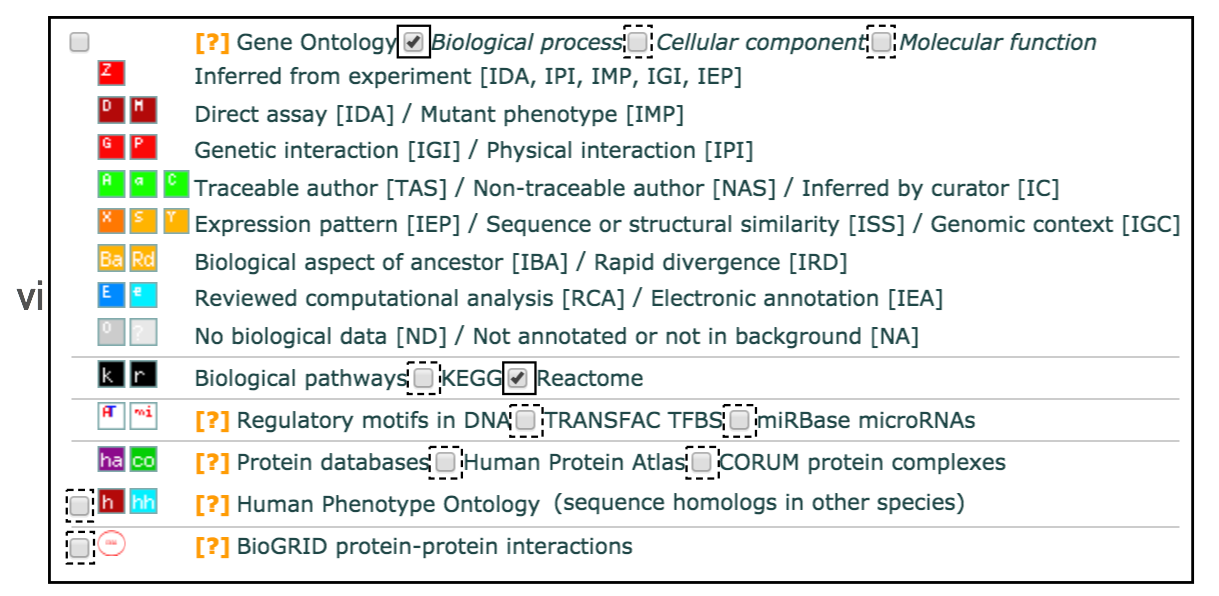 [?] Gene Ontology Biological process Cellular component Molecular function
Z Inferred from experiment [IDA, IPI, IMP, IGI, IEP]
D M Direct assay [IDA] / Mutant phenotype [IMP]
G P Genetic interaction [IGI] / Physical interaction [IPI]
A a C Traceable author [TAS] / Non-traceable author [NAS] / Inferred by curator [IC]
X S Y Expression pattern [IEP] / Sequence or structural similarity [ISS] / Genomic context [IGC]
Ba Rd Biological aspect of ancestor [IBA] / Rapid divergence [IRD]
vi E e Reviewed computational analysis [RCA] / Electronic annotation [IEA]
0 ? No biological data [ND] / Not annotated or not in background [NA]
k r Biological pathways KEGG Reactome
T mi [?] Regulatory motifs in DNA TRANSFAC TFBS miRBase microRNAs
ha co [?] Protein databases Human Protein Atlas CORUM protein complexes
h hh [?] Human Phenotype Ontology (sequence homologs in other species)
[?] BioGRID protein-protein interactions